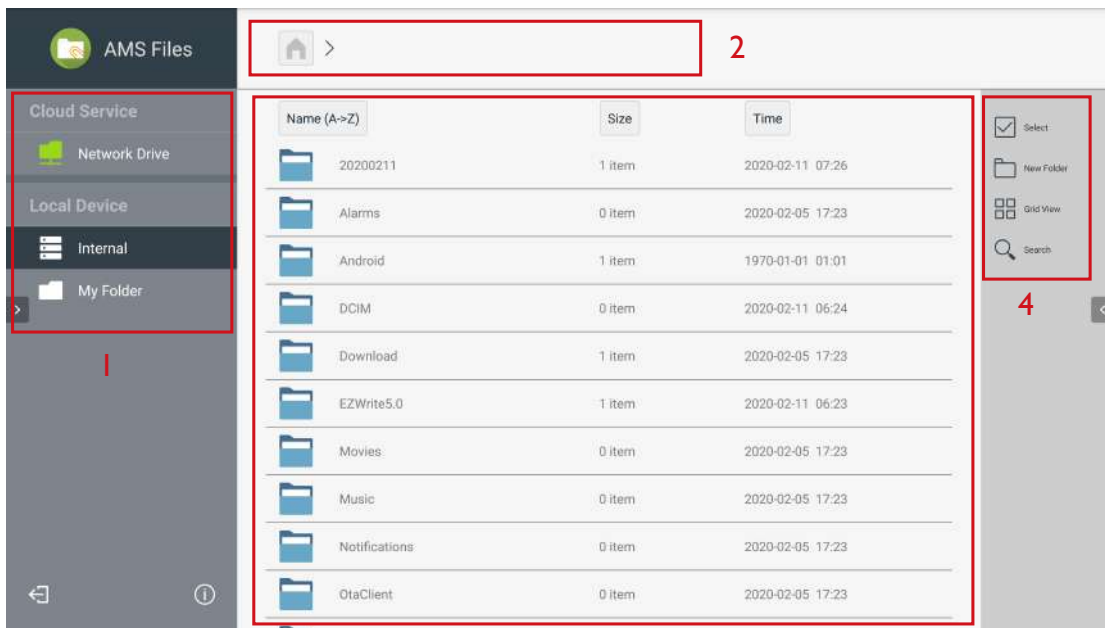 AMS Files
2
Cloud Service
Network Drive
Local Device
Internal
My Folder
1
Name (A->Z) Size Time
20200211 1 item 2020-02-11 07:26
Alarms 0 item 2020-02-05 17:23
Android 1 item 1970-01-01 01:01
DCIM 0 item 2020-02-11 06:24
Download 1 item 2020-02-05 17:23
EZWrite5.0 1 item 2020-02-11 06:23
Movies 0 item 2020-02-05 17:23
Music 0 item 2020-02-05 17:23
Notifications 0 item 2020-02-05 17:23
OtaClient 0 item 2020-02-05 17:23
Select
New Folder
Grid View
Search
4